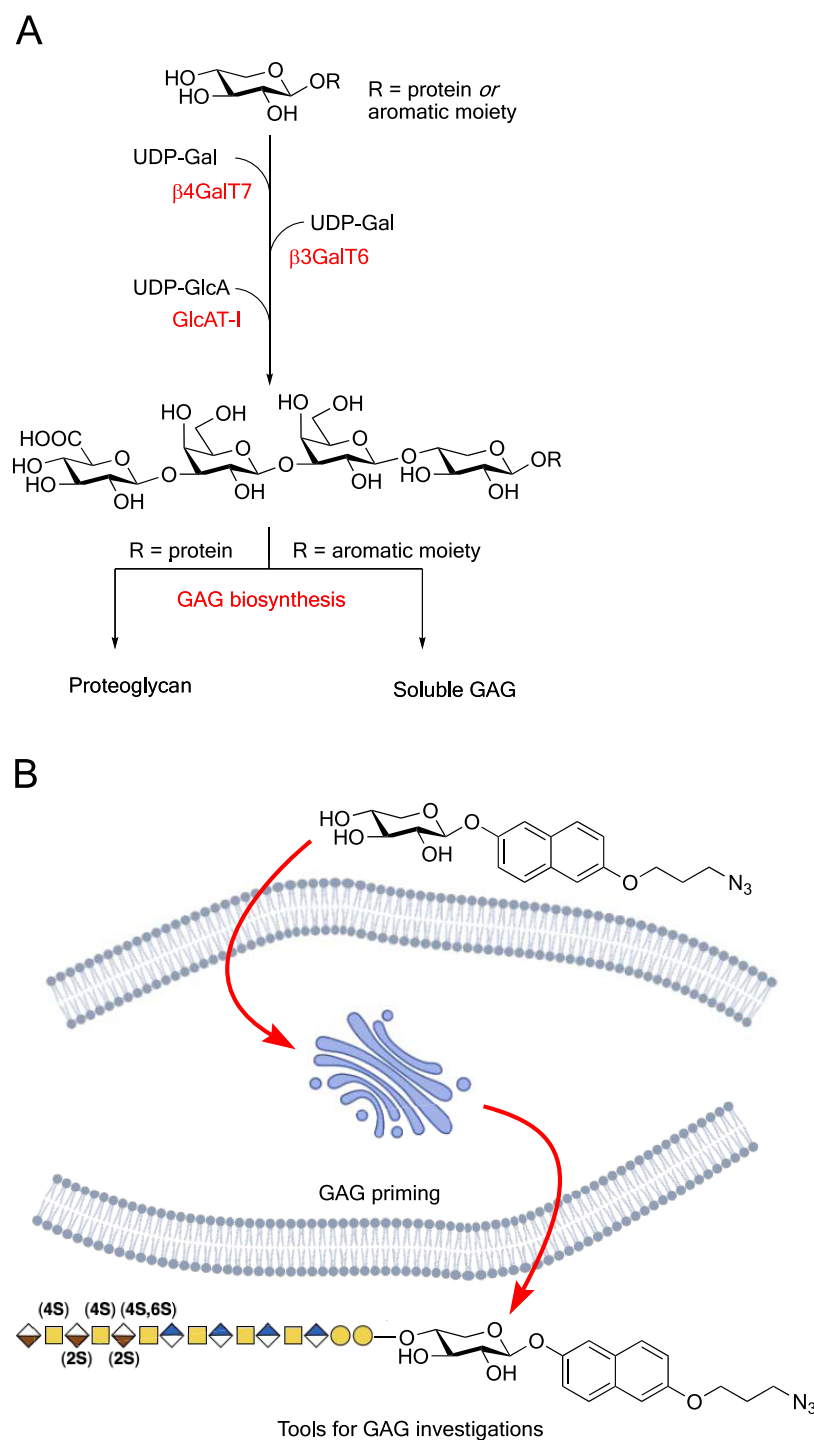 A
HO
HO
O
OH
OR
R = protein or
aromatic moiety
UDP-Gal
β4GalT7
UDP-Gal
β3GalT6
UDP-GlcA
GlcAT-I
HO
OH
HO
OH
HOOC
HO
HO
O
OH
O
O
OH
O
O
OH
O
O
HO
OH
OR
R = protein
R = aromatic moiety
GAG biosynthesis
Proteoglycan
Soluble GAG
B
HO
HO
O
OH
O
O
N3
GAG priming
(4S)
(4S)
(4S,6S)
(2S)
(2S)
O
HO
O
OH
O
O
N3
Tools for GAG investigations